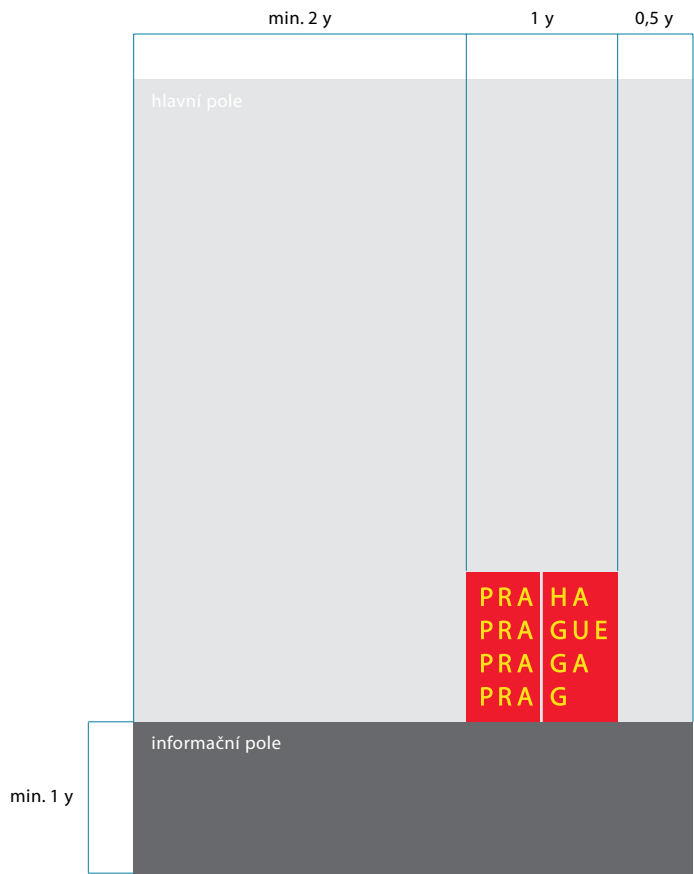 min. 2 y 1 y 0,5 y
hlavní pole
PRA HA
PRA GUE
PRA GA
PRA G
informační pole
min. 1 y